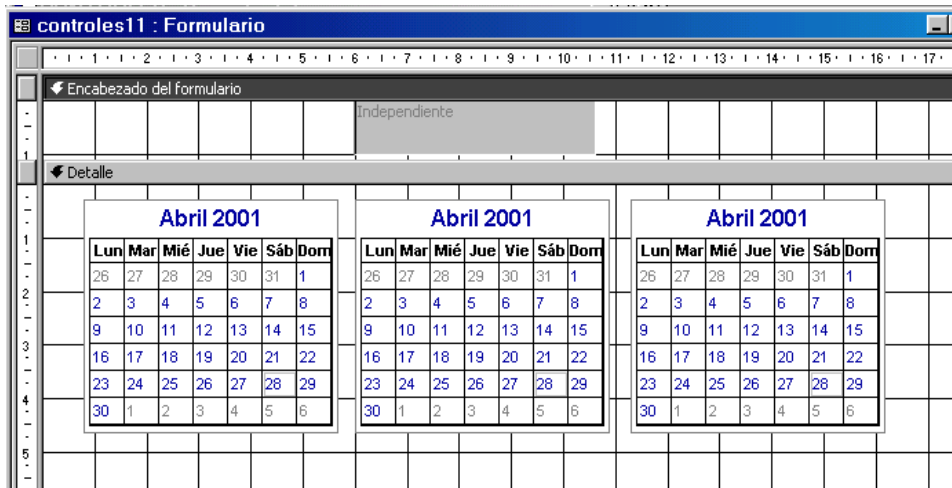 controles11 : Formulario
1 2 3 4 5 6 7 8 9 10 11 12 13 14 15 16 17
Encabezado del formulario
Independiente
1
Detalle
Abril 2001
Lun Mar Mié Jue Vie Sáb Dom
26 27 28 29 30 31 1
2 3 4 5 6 7 8
9 10 11 12 13 14 15
16 17 18 19 20 21 22
23 24 25 26 27 28 29
30 1 2 3 4 5 6
Abril 2001
Lun Mar Mié Jue Vie Sáb Dom
26 27 28 29 30 31 1
2 3 4 5 6 7 8
9 10 11 12 13 14 15
16 17 18 19 20 21 22
23 24 25 26 27 28 29
30 1 2 3 4 5 6
Abril 2001
Lun Mar Mié Jue Vie Sáb Dom
26 27 28 29 30 31 1
2 3 4 5 6 7 8
9 10 11 12 13 14 15
16 17 18 19 20 21 22
23 24 25 26 27 28 29
30 1 2 3 4 5 6
1
2
3
4
5